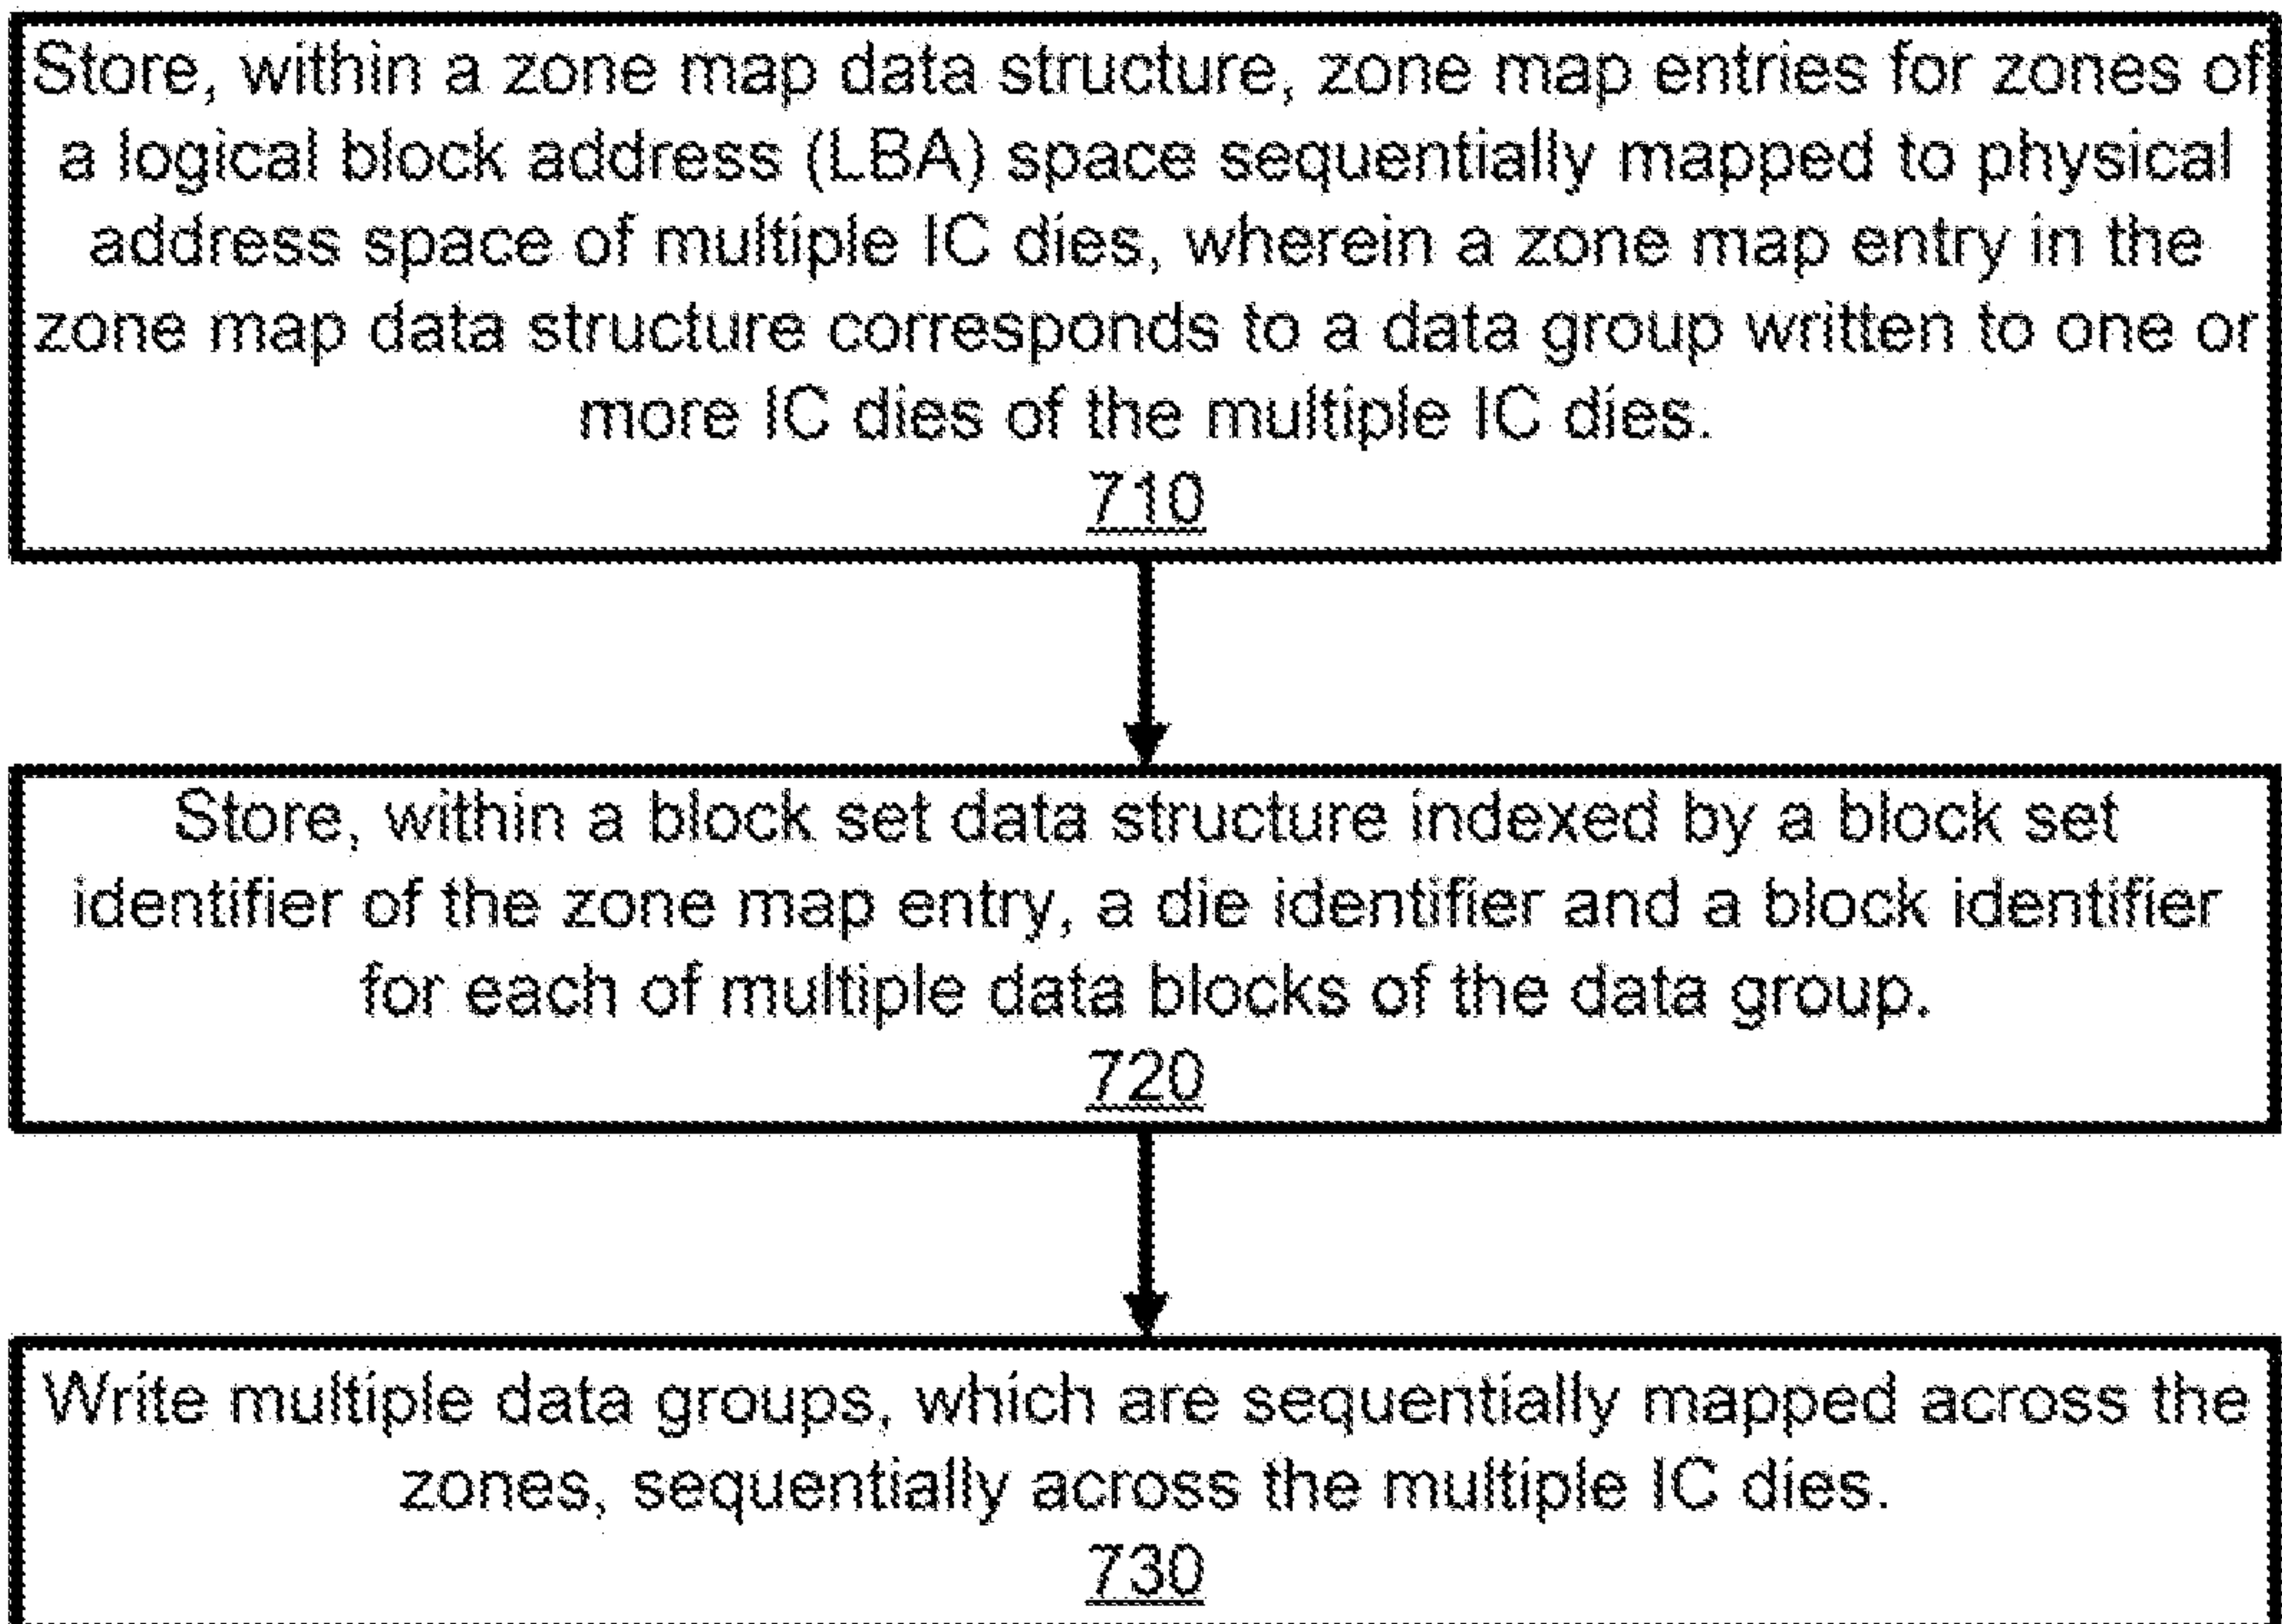 Store, within a zone map data structure, zone map entries for zones of
a logical block address (LBA) space sequentially mapped to physical
address space of multiple IC dies, wherein a zone map entry in the
zone map data structure corresponds to a data group written to one or
more IC dies of the multiple IC dies.
710
Store, within a block set data structure indexed by a block set
identifier of the zone map entry, a die identifier and a block identifier
for each of multiple data blocks of the data group.
720
Write multiple data groups, which are sequentially mapped across the
zones, sequentially across the multiple IC dies.
730